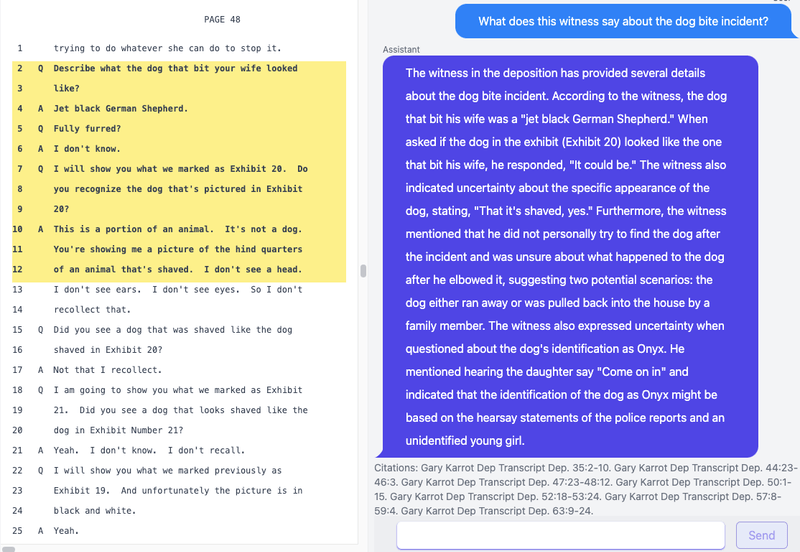 PAGE 48
1 trying to do whatever she can do to stop it.
2 Q Describe what the dog that bit your wife looked
3 like?
4 A Jet black German Shepherd.
5 Q Fully furred?
6 A I don't know.
7 Q I will show you what we marked as Exhibit 20. Do
8 you recognize the dog that's pictured in Exhibit
9 20?
10 A This is a portion of an animal. It's not a dog.
11 You're showing me a picture of the hind quarters
12 of an animal that's shaved. I don't see a head.
13 I don't see ears. I don't see eyes. So I don't
14 recollect that.
15 Q Did you see a dog that was shaved like the dog
16 shaved in Exhibit 20?
17 A Not that I recollect.
18 Q I am going to show you what we marked as Exhibit
19 21. Did you see a dog that looks shaved like the
20 dog in Exhibit Number 21?
21 A Yeah. I don't know. I don't recall.
22 Q I will show you what we marked previously as
23 Exhibit 19. And unfortunately the picture is in
24 black and white.
25 A Yeah.
What does this witness say about the dog bite incident?
Assistant
The witness in the deposition has provided several details
about the dog bite incident. According to the witness, the dog
that bit his wife was a "jet black German Shepherd." When
asked if the dog in the exhibit (Exhibit 20) looked like the one
that bit his wife, he responded, "It could be." The witness also
indicated uncertainty about the specific appearance of the
dog, stating, "That it's shaved, yes." Furthermore, the witness
mentioned that he did not personally try to find the dog after
the incident and was unsure about what happened to the dog
after he elbowed it, suggesting two potential scenarios: the
dog either ran away or was pulled back into the house by a
family member. The witness also expressed uncertainty when
questioned about the dog's identification as Onyx. He
mentioned hearing the daughter say "Come on in" and
indicated that the identification of the dog as Onyx might be
based on the hearsay statements of the police reports and an
unidentified young girl.
Citations: Gary Karrot Dep Transcript Dep. 35:2-10. Gary Karrot Dep Transcript Dep. 44:23-
46:3. Gary Karrot Dep Transcript Dep. 47:23-48:12. Gary Karrot Dep Transcript Dep. 50:1-
15. Gary Karrot Dep Transcript Dep. 52:18-53:24. Gary Karrot Dep Transcript Dep. 57:8-
59:4. Gary Karrot Dep Transcript Dep. 63:9-24.
Send